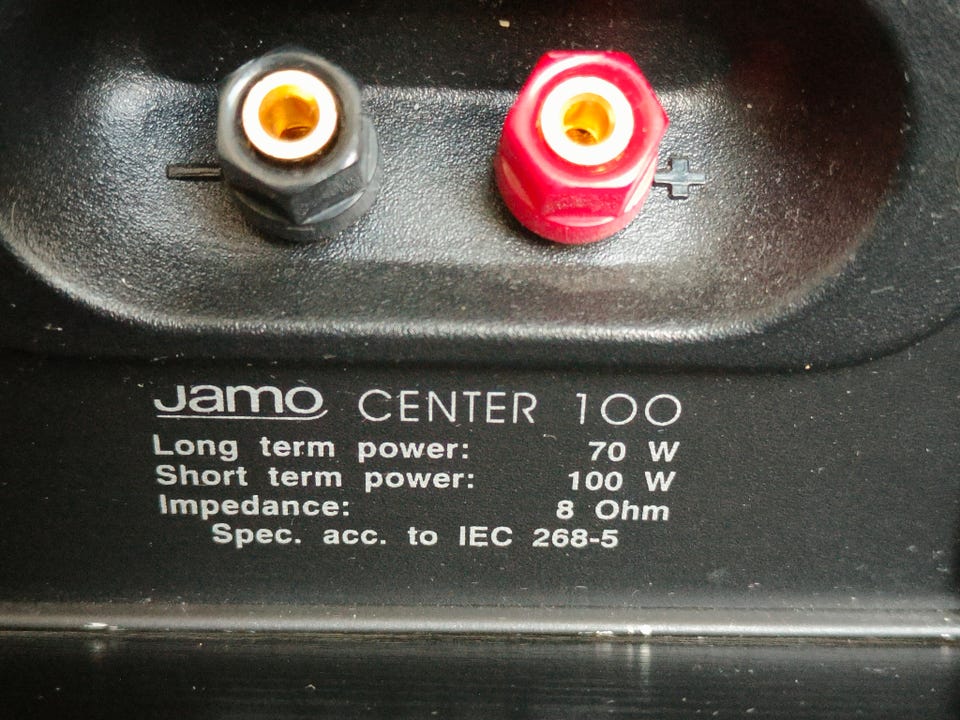 Jamo CENTER 100
Long term power: 70 W
Short term power: 100 W
Impedance: 8 Ohm
Spec. acc. to IEC 268-5